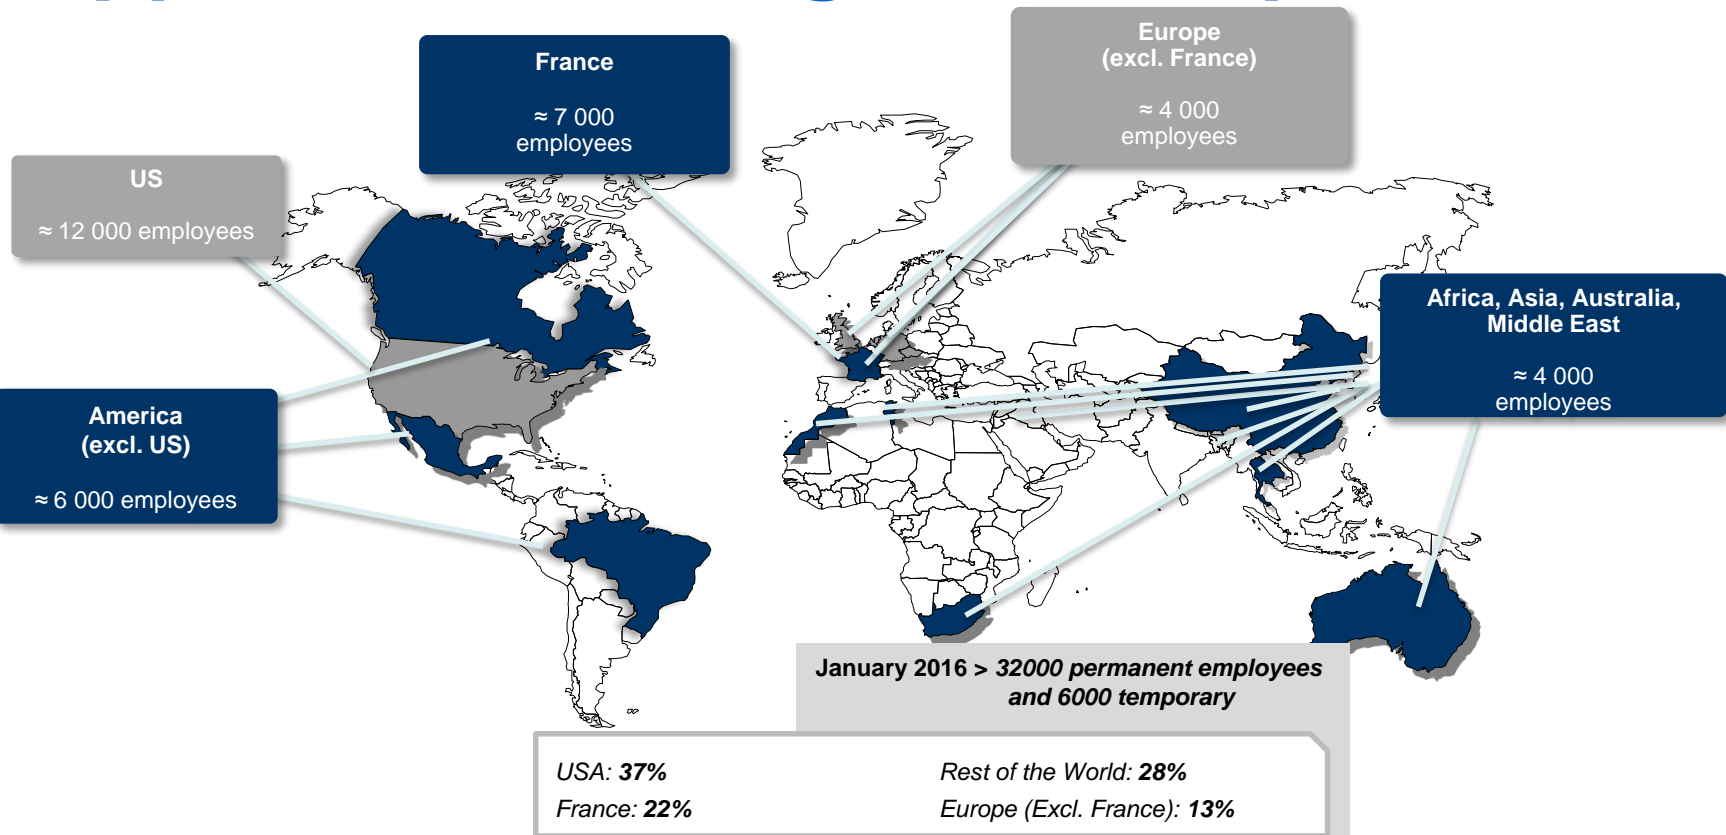 France
≈ 7 000
employees
Europe
(excl. France)
≈ 4 000
employees
US
≈ 12 000 employees
Africa, Asia, Australia,
Middle East
≈ 4 000
employees
America
(excl. US)
≈ 6 000 employees
January 2016 > 32000 permanent employees
and 6000 temporary
USA: 37%
Rest of the World: 28%
France: 22%
Europe (Excl. France): 13%